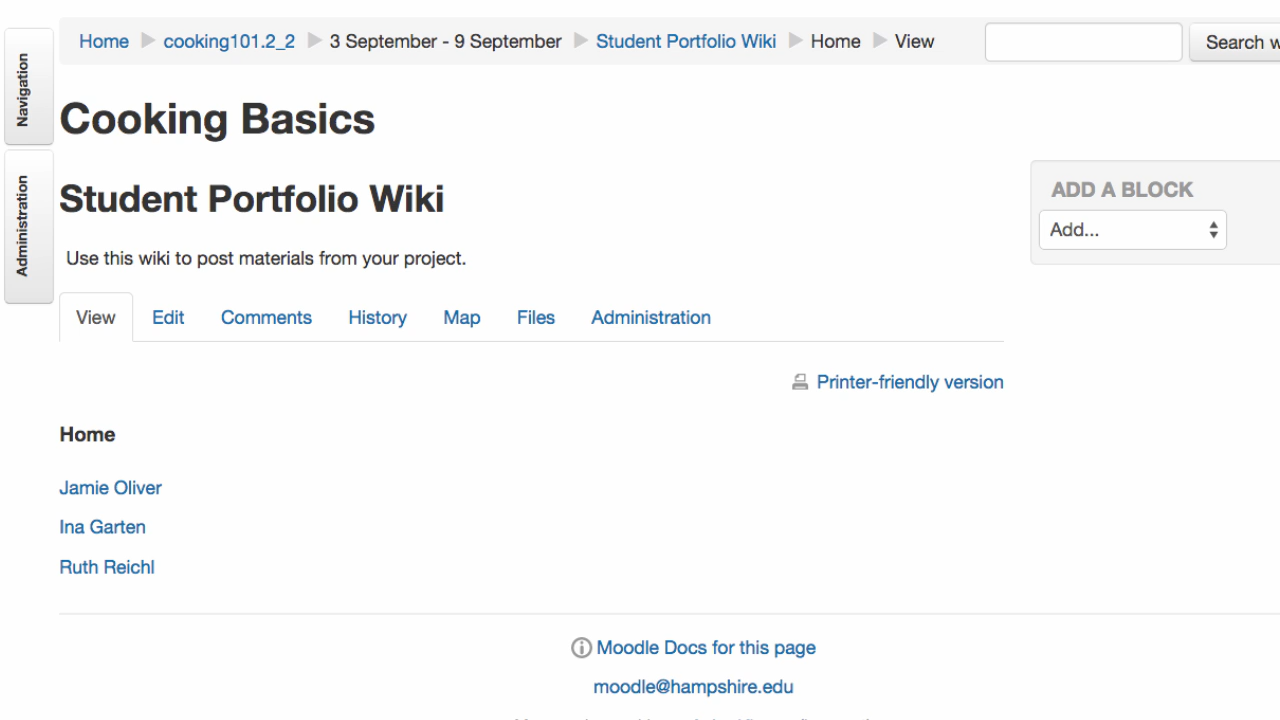 Home cooking101.2_2 3 September - 9 September Student Portfolio Wiki Home View Search
Navigation
Administration
Cooking Basics
Student Portfolio Wiki
Use this wiki to post materials from your project.
ADD A BLOCK
Add...
View Edit Comments History Map Files Administration
Printer-friendly version
Home
Jamie Oliver
Ina Garten
Ruth Reichl
Moodle Docs for this page
moodle@hampshire.edu